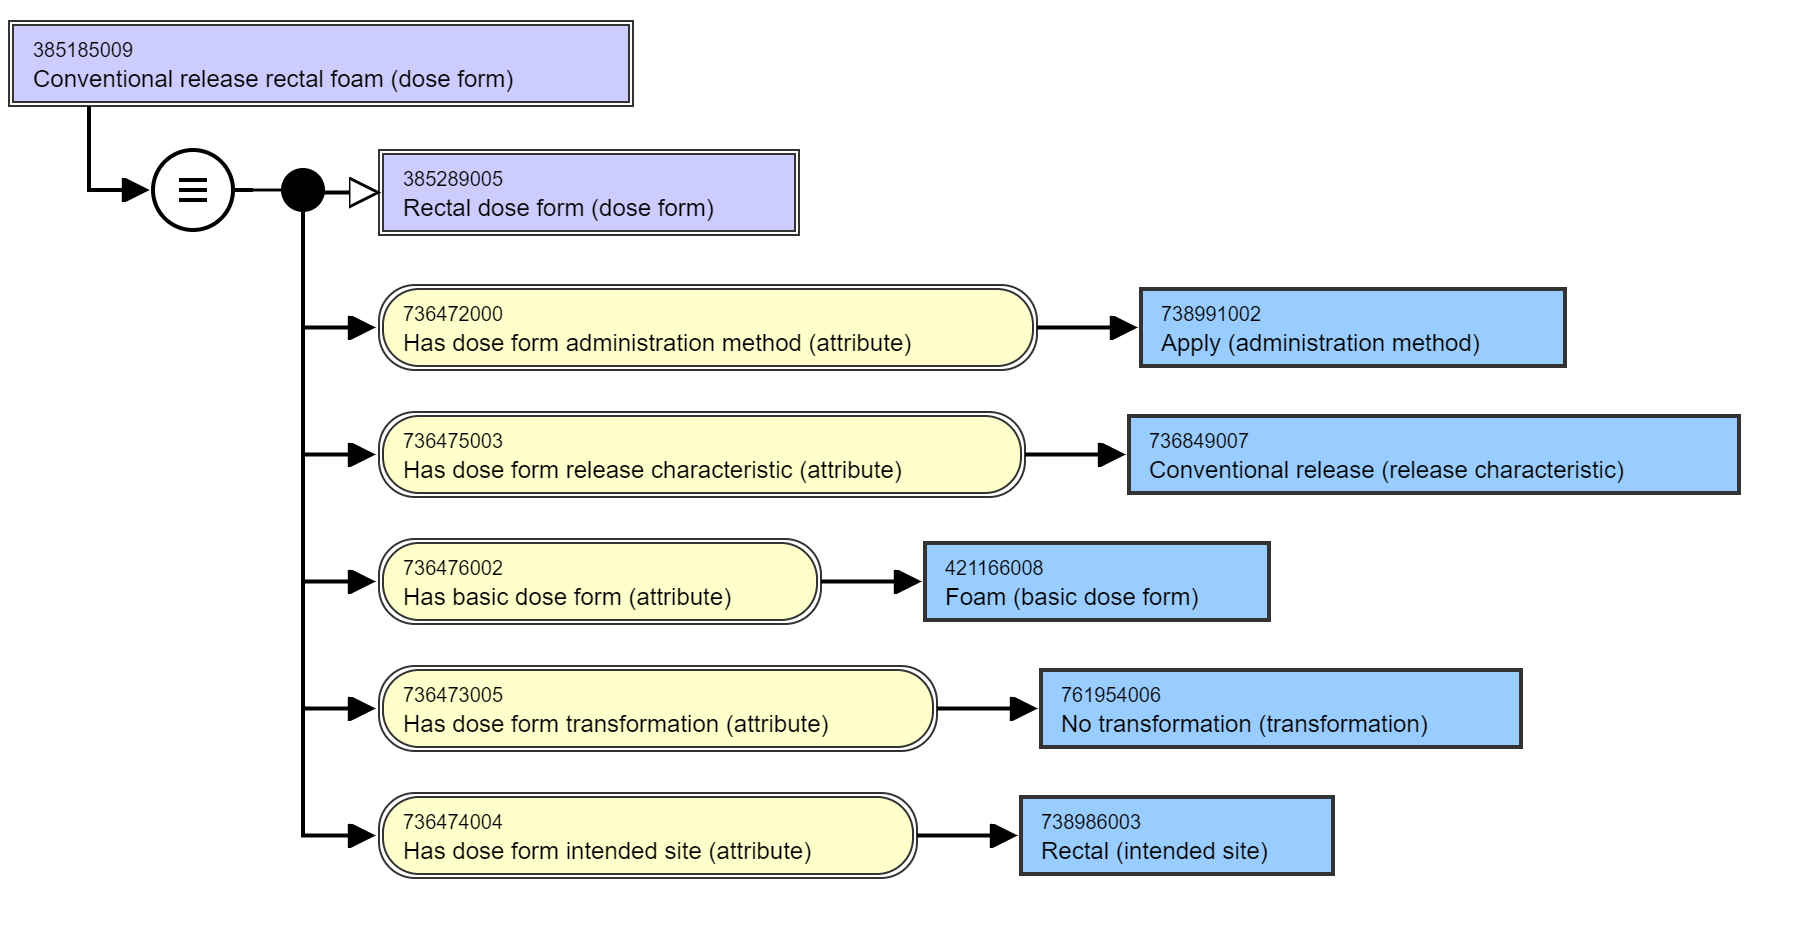 385185009
Conventional release rectal foam (dose form)
385289005
Rectal dose form (dose form)
736472000
Has dose form administration method (attribute)
738991002
Apply (administration method)
736475003
Has dose form release characteristic (attribute)
736849007
Conventional release (release characteristic)
736476002
Has basic dose form (attribute)
421166008
Foam (basic dose form)
736473005
Has dose form transformation (attribute)
761954006
No transformation (transformation)
736474004
Has dose form intended site (attribute)
738986003
Rectal (intended site)